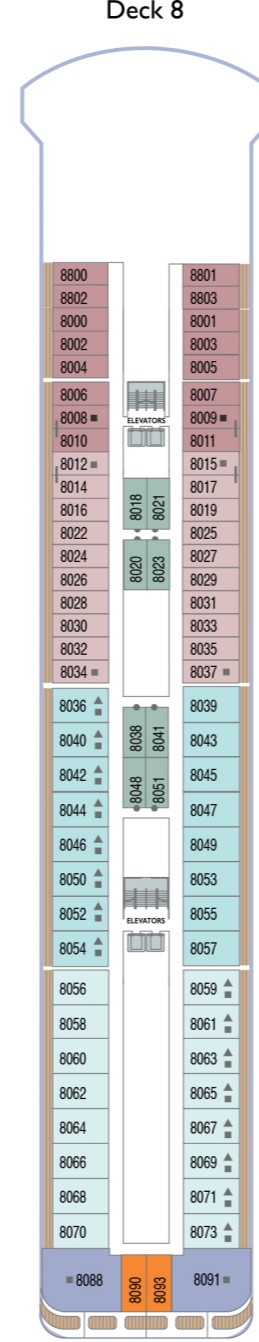 Deck 8
8800 8801
8802 8803
8000 8001
8002 8003
8004 8005
8006 8007
8008 ■ ELEVATORS 8009 ■
8010 8011
8012 ■ 8015 ■
8014 8017
8016 8018 8021 8019
8022 8025
8024 8020 8023 8027
8026 8029
8028 8031
8030 8033
8032 8035
8034 ■ 8037 ■
8036 ▲ ■ 8039
8040 ▲ ■ 8038 8041 8043
8042 ▲ ■ 8045
8044 ▲ ■ 8048 8051 8047
8046 ▲ ■ 8049
8050 ▲ ■ 8053
8052 ▲ ■ ELEVATORS 8055
8054 ▲ ■ 8057
8056 8059 ▲ ■
8058 8061 ▲ ■
8060 8063 ▲ ■
8062 8065 ▲ ■
8064 8067 ▲ ■
8066 8069 ▲ ■
8068 8071 ▲ ■
8070 8073 ▲ ■
■ 8088 8090 8093 8091 ■